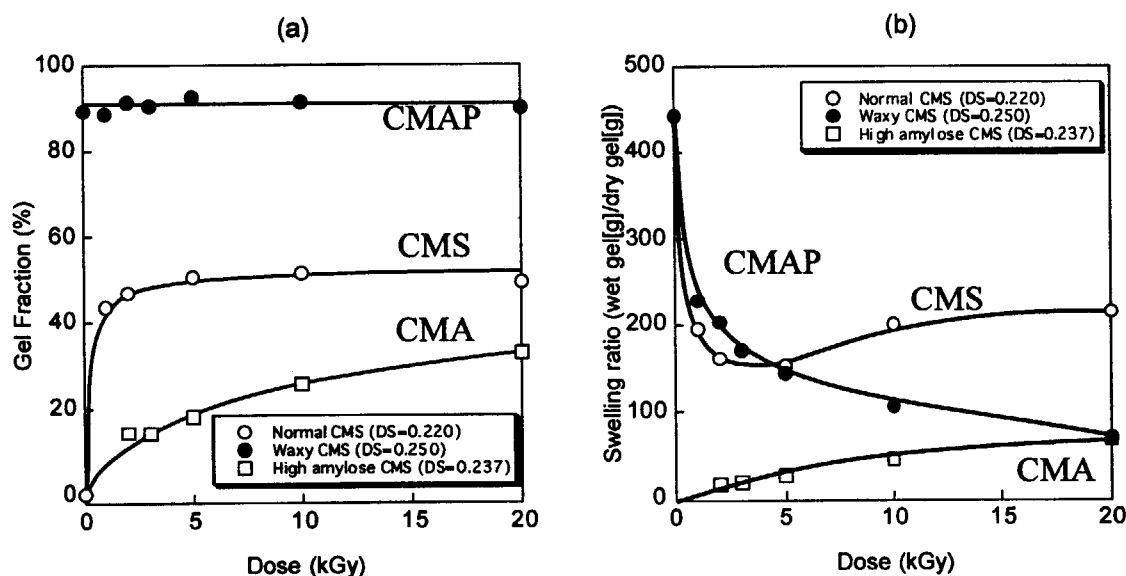 (a)
100
80
60
40
20
0
Gel Fraction (%)
CMAP
CMS
CMA
Normal CMS (DS=0.220)
Waxy CMS (DS=0.250)
High amylose CMS (DS=0.237)
0 5 10 15 20
Dose (kGy)
(b)
500
400
300
200
100
0
Swelling ratio (wet gel[g]/dry gel[g])
Normal CMS (DS=0.220)
Waxy CMS (DS=0.250)
High amylose CMS (DS=0.237)
CMAP
CMS
CMA
0 5 10 15 20
Dose (kGy)